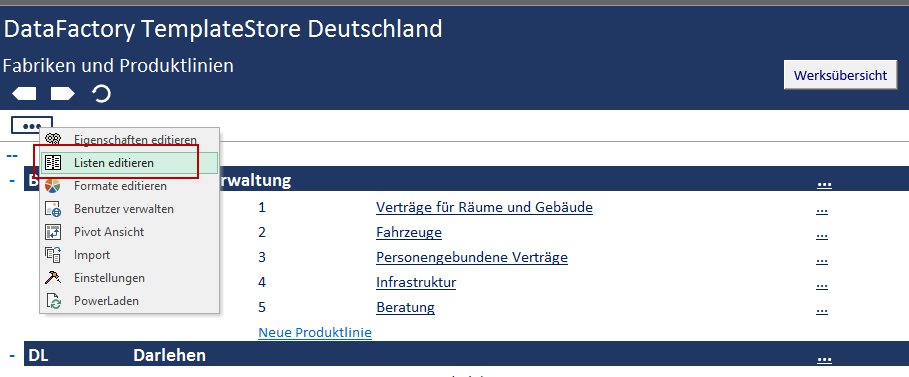 DataFactory TemplateStore Deutschland
Fabriken und Produktlinien
Werksübersicht
...
Eigenschaften editieren
Listen editieren
Formate editieren
Benutzer verwalten
Pivot Ansicht
Import
Einstellungen
PowerLaden
--
- B rwaltung ...
1 Verträge für Räume und Gebäude ...
2 Fahrzeuge ...
3 Personengebundene Verträge ...
4 Infrastruktur ...
5 Beratung ...
Neue Produktlinie
- DL Darlehen ...